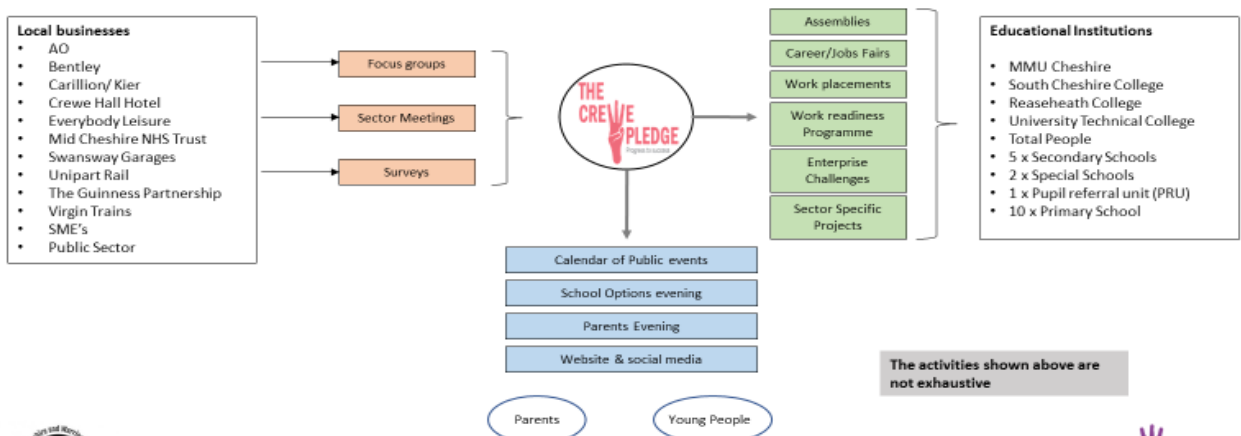 Local businesses
• AO
• Bentley
• Carillion/ Kier
• Crewe Hall Hotel
• Everybody Leisure
• Mid Cheshire NHS Trust
• Swansway Garages
• Unipart Rail
• The Guinness Partnership
• Virgin Trains
• SME's
• Public Sector
Focus groups
Sector Meetings
Surveys
THE
CREWE
PLEDGE
Progress to success
Assemblies
Career/Jobs Fairs
Work placements
Work readiness
Programme
Enterprise
Challenges
Sector Specific
Projects
Educational Institutions
• MMU Cheshire
• South Cheshire College
• Reaseheath College
• University Technical College
• Total People
• 5 x Secondary Schools
• 2 x Special Schools
• 1 x Pupil referral unit (PRU)
• 10 x Primary School
Calendar of Public events
School Options evening
Parents Evening
Website & social media
The activities shown above are
not exhaustive
Parents
Young People